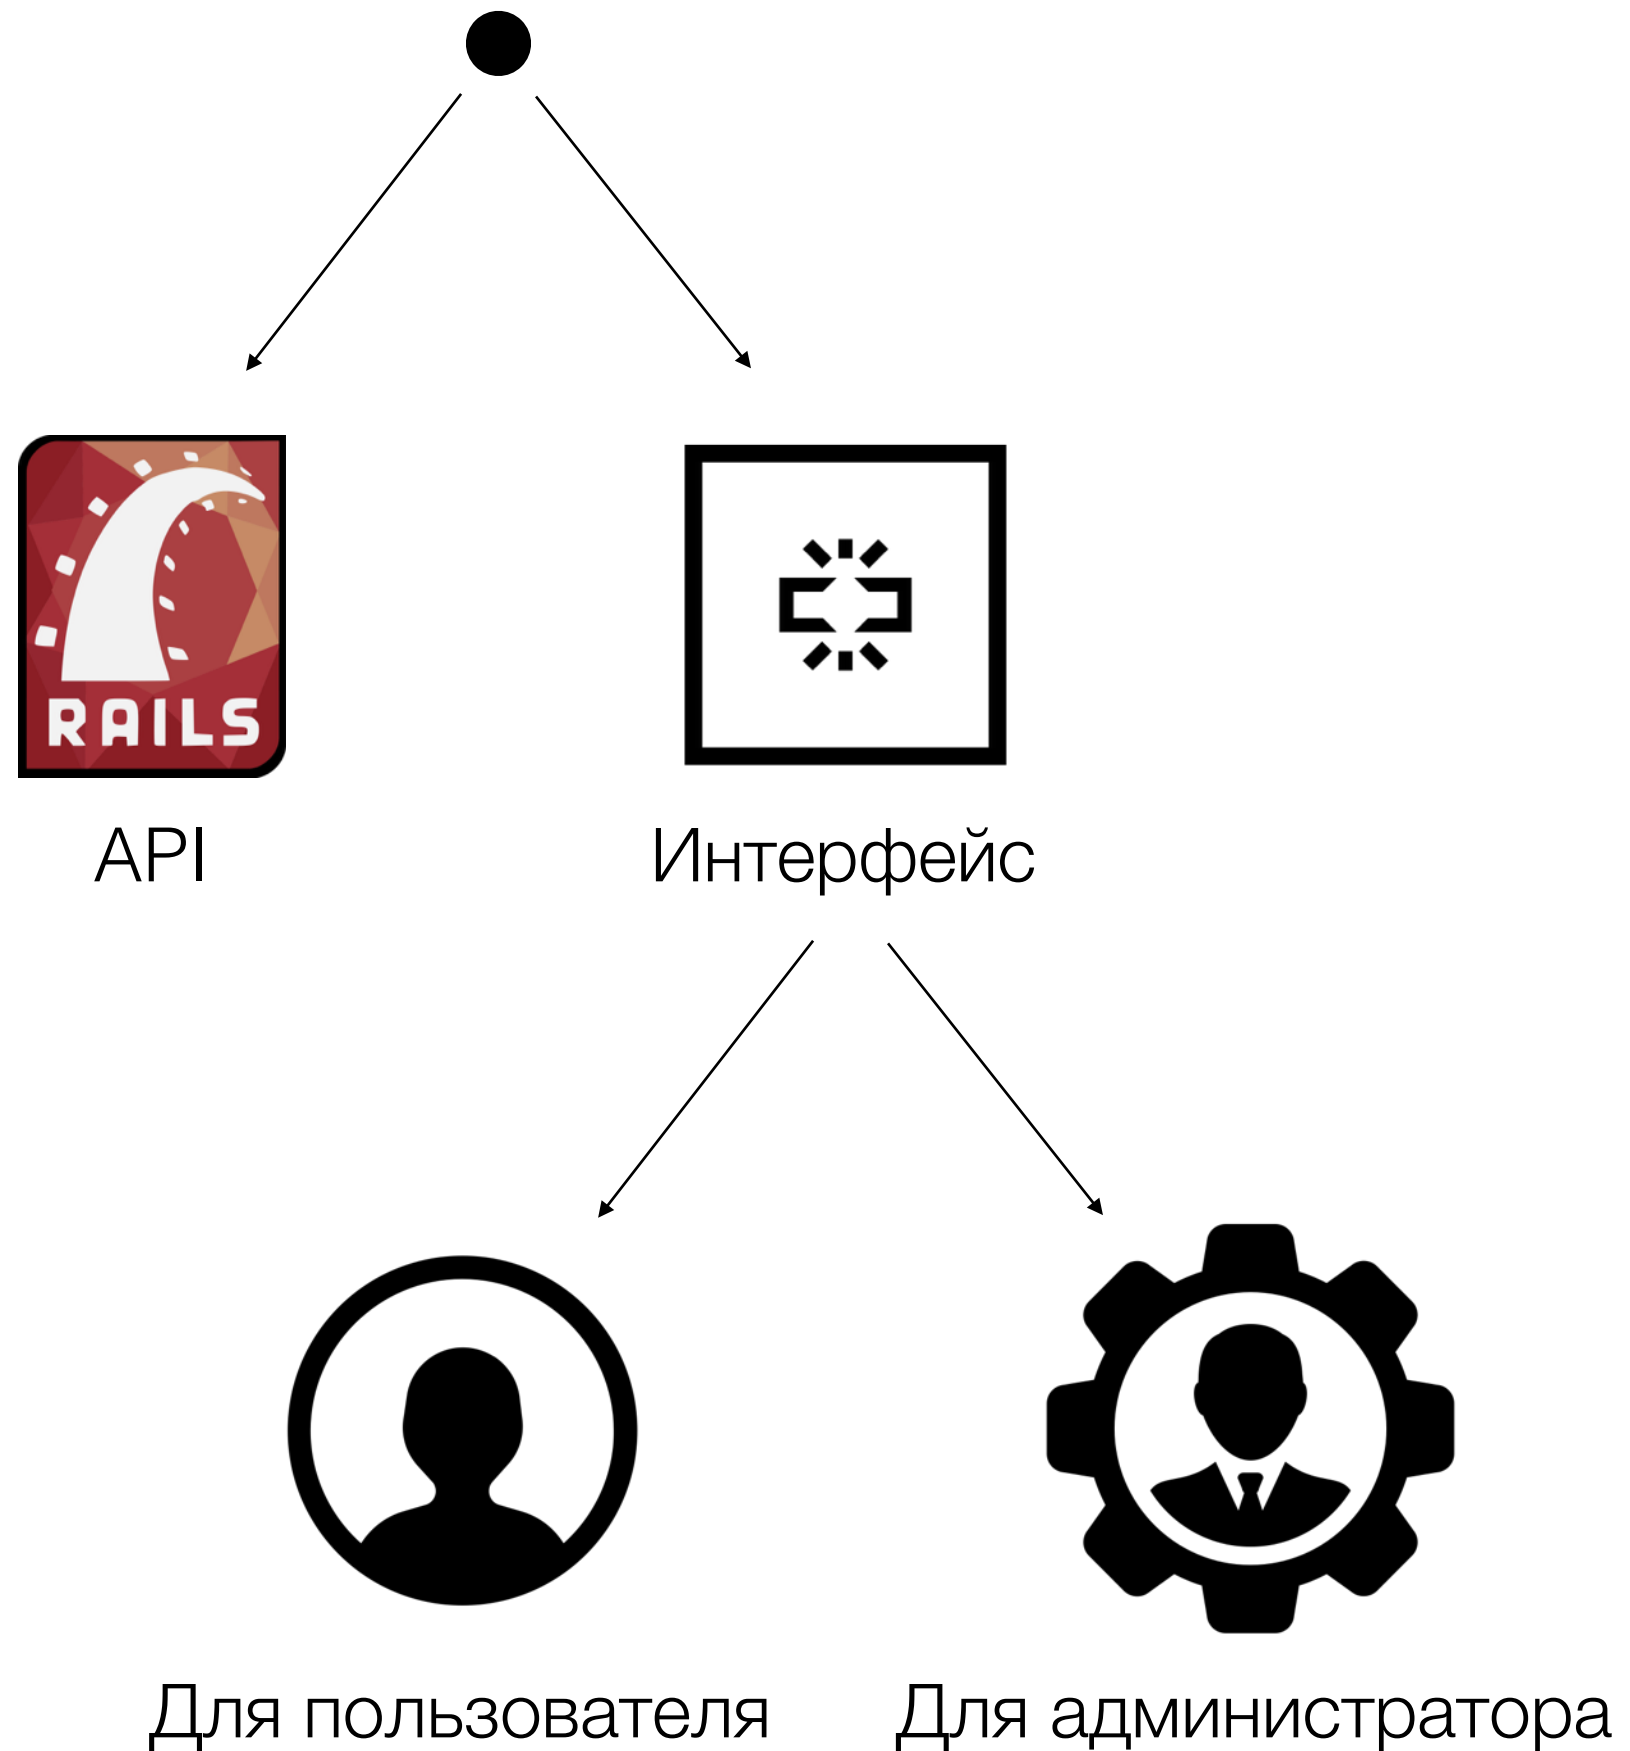 RAILS
API
Интерфейс
Для пользователя
Для администратора